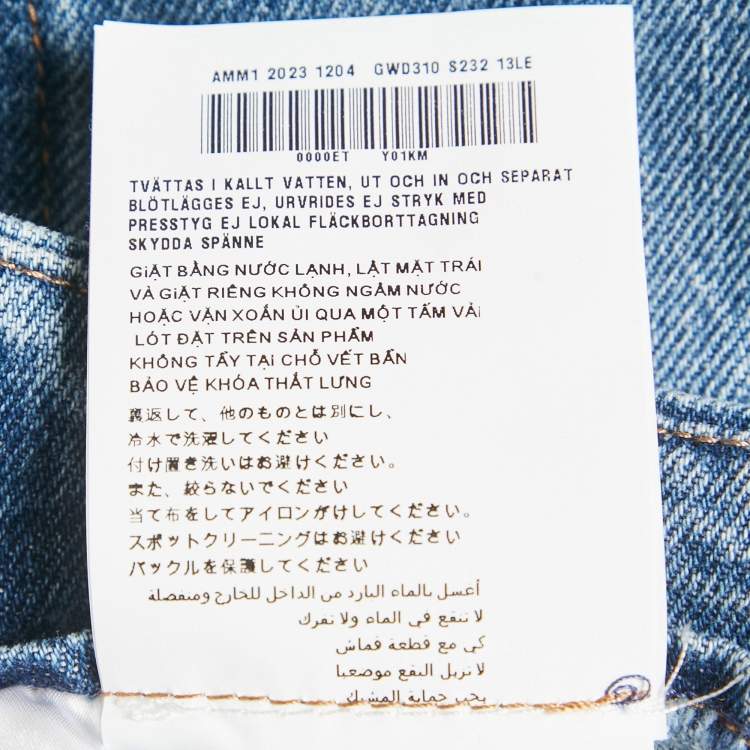 AMM1 2023 1204 GWD310 S232 13LE
0000ET Y01KM
TVÄTTAS I KALLT VATTEN, UT OCH IN OCH SEPARAT
BLÖTLÄGGES EJ, URVRIDES EJ STRYK MED
PRESSTYG EJ LOKAL FLÄCKBORTTAGNING
SKYDDA SPÄNNE
GIẶT BẰNG NƯỚC LẠNH, LẬT MẶT TRÁI
VÀ GIẶT RIÊNG KHÔNG NGÂM NƯỚC
HOẶC VẶN XOẮN ỦI QUA MỘT TẤM VẢI
LÓT ĐẶT TRÊN SẢN PHẨM
KHÔNG TẨY TẠI CHỖ VẾT BẨN
BẢO VỆ KHÓA THẮT LƯNG
裏返して、他のものとは別にし、
冷水で洗濯してください
付け置き洗いはお避けください。
また、絞らないでください
当て布をしてアイロンがけしてください。
スポットクリーニングはお避けください
バックルを保護してください
أغسل بالماء البارد من الداخل للخارج ومنفصلة
لا تنقع في الماء ولا تفرك
كي مع قطعة قماش
لا تزيل البقع موضعيا
يجب حماية المشبك